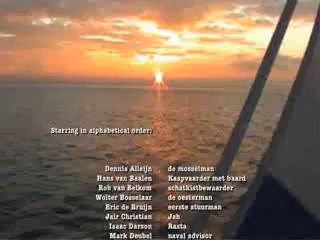 Starring in alphabetical order:
Dennis Alleijn de mosselman
Hans van Baalen Kaapvaarder met baard
Rob van Beikom schatkistbewaarder
Wolter Bosselaar de oesterman
Eric de Bruijn eerste stuurman
Jair Christian Jah
Isaac Darson Rasta
Mark Deubel naval advisor